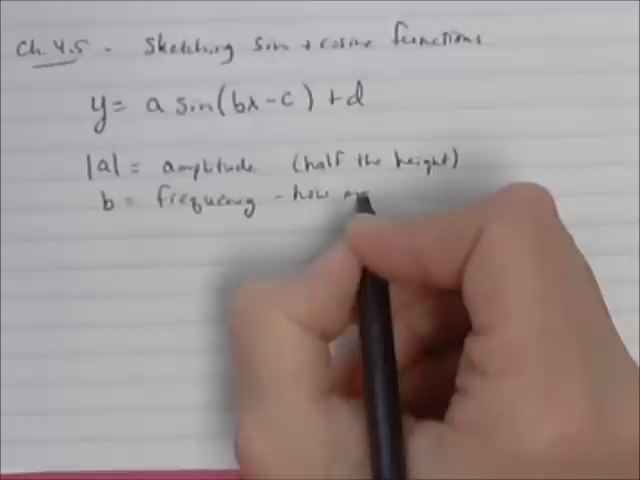 Ch. 4.5 - Sketching sin + cosine functions
y = a sin(bx - c) + d
|a| = amplitude (half the height)
b = frequency - how